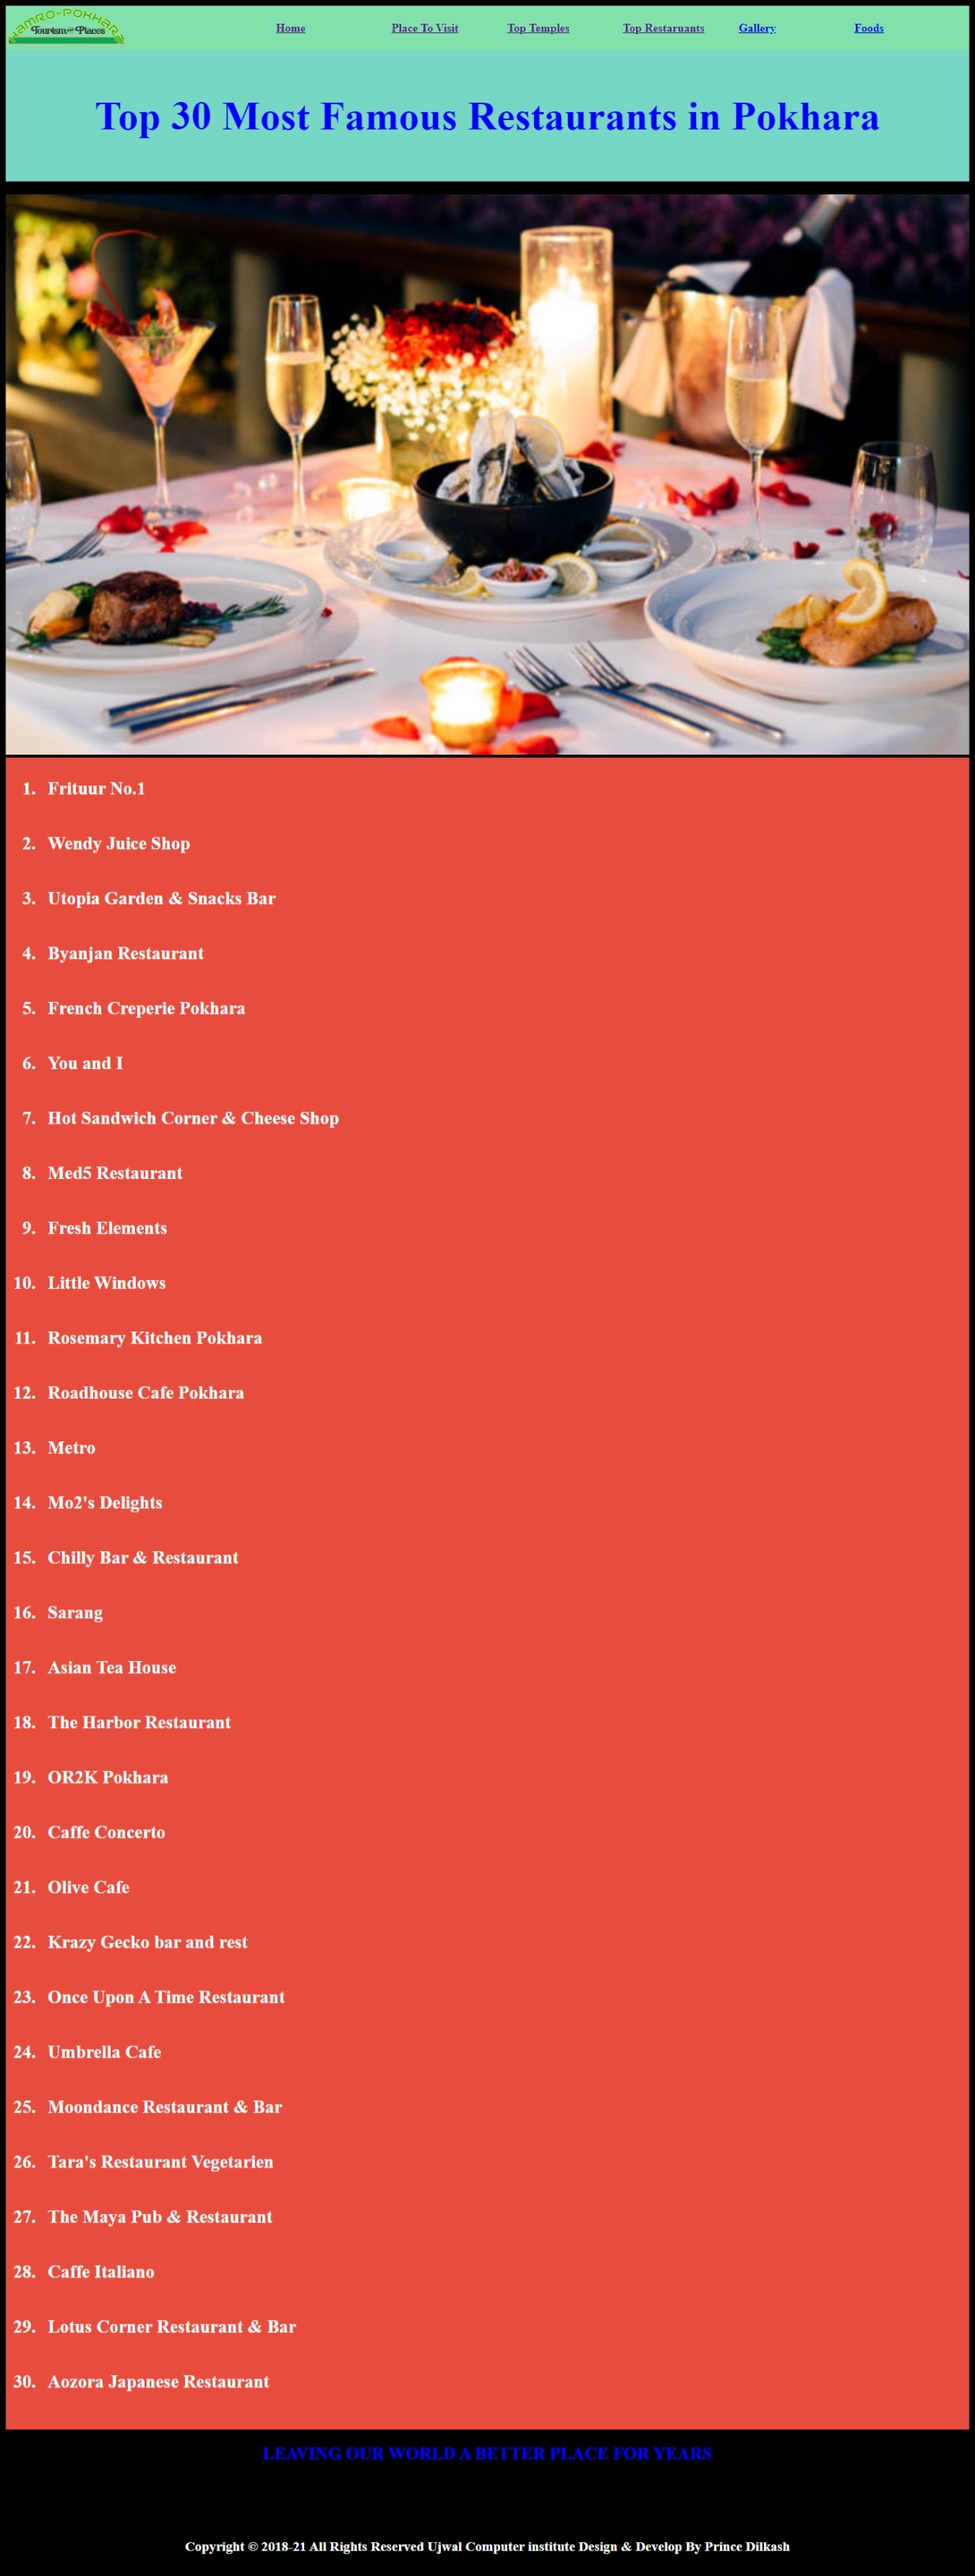 HAMRO-POKHARA
Tourism Places
Home Place To Visit Top Temples Top Restaruants Gallery Foods
Top 30 Most Famous Restaurants in Pokhara
1. Frituur No.1
2. Wendy Juice Shop
3. Utopia Garden & Snacks Bar
4. Byanjan Restaurant
5. French Creperie Pokhara
6. You and I
7. Hot Sandwich Corner & Cheese Shop
8. Med5 Restaurant
9. Fresh Elements
10. Little Windows
11. Rosemary Kitchen Pokhara
12. Roadhouse Cafe Pokhara
13. Metro
14. Mo2's Delights
15. Chilly Bar & Restaurant
16. Sarang
17. Asian Tea House
18. The Harbor Restaurant
19. OR2K Pokhara
20. Caffe Concerto
21. Olive Cafe
22. Krazy Gecko bar and rest
23. Once Upon A Time Restaurant
24. Umbrella Cafe
25. Moondance Restaurant & Bar
26. Tara's Restaurant Vegetarien
27. The Maya Pub & Restaurant
28. Caffe Italiano
29. Lotus Corner Restaurant & Bar
30. Aozora Japanese Restaurant
LEAVING OUR WORLD A BETTER PLACE FOR YEARS
Copyright © 2018-21 All Rights Reserved Ujwal Computer institute Design & Develop By Prince Dilkash